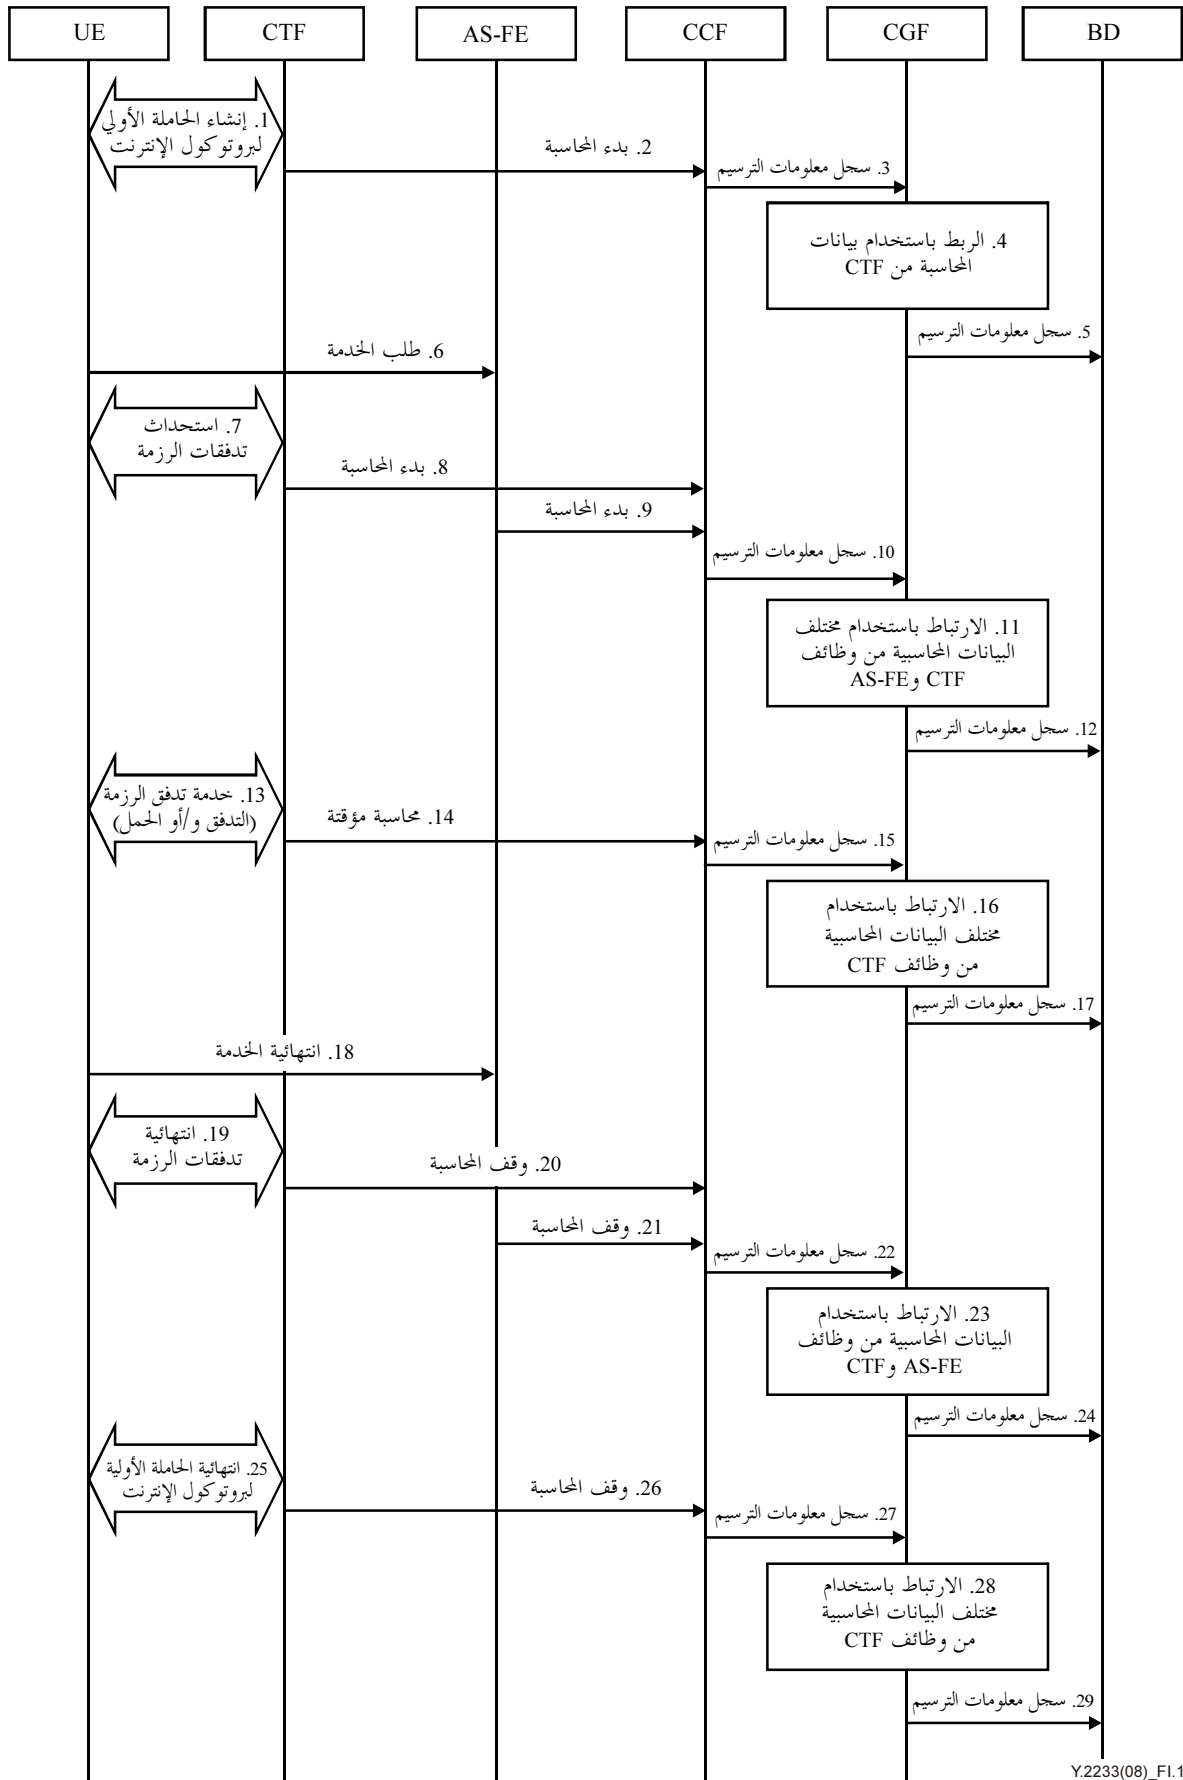 UE
CTF
AS-FE
CCF
CGF
BD
1. إنشاء الحاملة الأولي
لبروتوكول الإنترنت
2. بدء المحاسبة
3. سجل معلومات الترسيم
4. الربط باستخدام بيانات
المحاسبة من CTF
5. سجل معلومات الترسيم
6. طلب الخدمة
7. استحداث
تدفقات الرزمة
8. بدء المحاسبة
9. بدء المحاسبة
10. سجل معلومات الترسيم
11. الارتباط باستخدام مختلف
البيانات المحاسبية من وظائف
CTF وAS-FE
12. سجل معلومات الترسيم
13. خدمة تدفق الرزمة
(التدفق و/أو الحمل)
14. محاسبة مؤقتة
15. سجل معلومات الترسيم
16. الارتباط باستخدام
مختلف البيانات المحاسبية
من وظائف CTF
17. سجل معلومات الترسيم
18. انتهائية الخدمة
19. انتهائية
تدفقات الرزمة
20. وقف المحاسبة
21. وقف المحاسبة
22. سجل معلومات الترسيم
23. الارتباط باستخدام
البيانات المحاسبية من وظائف
AS-FE وCTF
24. سجل معلومات الترسيم
25. انتهائية الحاملة الأولية
لبروتوكول الإنترنت
26. وقف المحاسبة
27. سجل معلومات الترسيم
28. الارتباط باستخدام
مختلف البيانات المحاسبية
من وظائف CTF
29. سجل معلومات الترسيم
Y.2233(08)_FI.1